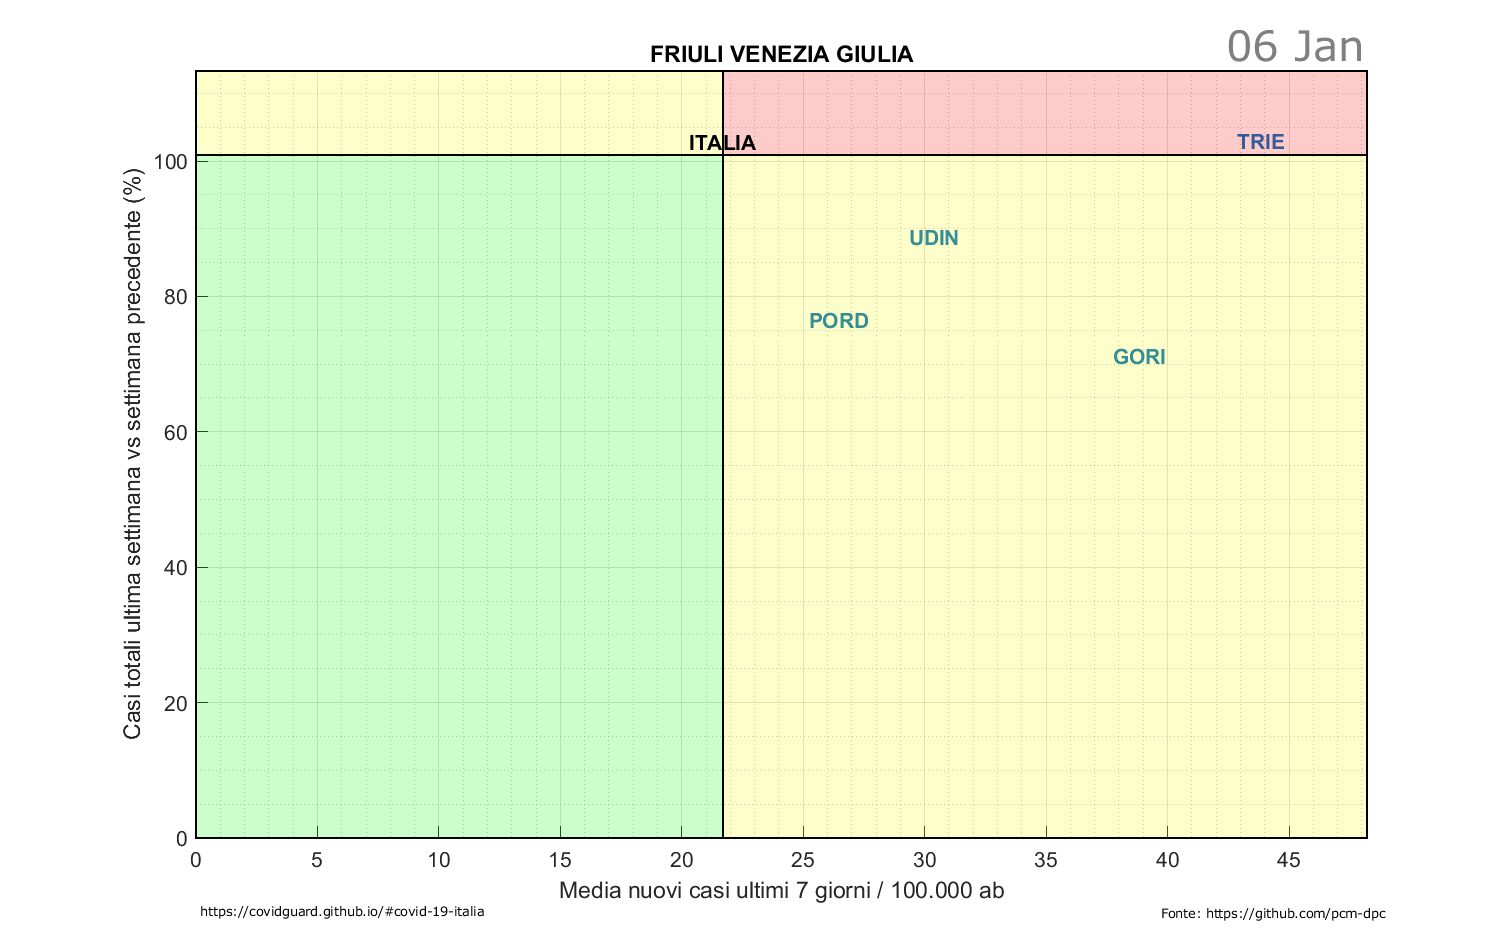 06 Jan
FRIULI VENEZIA GIULIA
ITALIA
TRIE
UDIN
PORD
GORI
Casi totali ultima settimana vs settimana precedente (%)
100
80
60
40
20
0
0 5 10 15 20 25 30 35 40 45
Media nuovi casi ultimi 7 giorni / 100.000 ab
https://covidguard.github.io/#covid-19-italia
Fonte: https://github.com/pcm-dpc